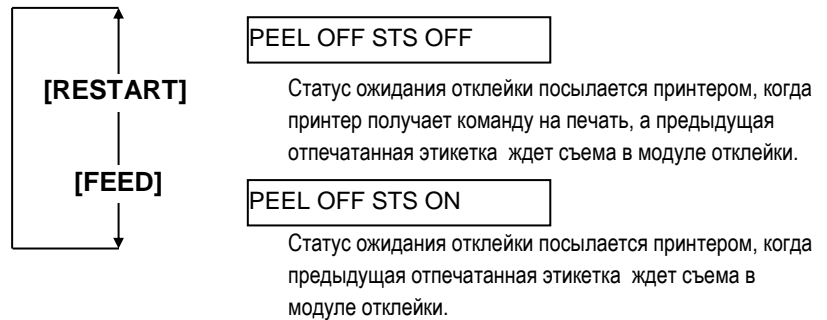 PEEL OFF STS OFF
[RESTART]
Статус ожидания отклейки посылается принтером, когда
принтер получает команду на печать, а предыдущая
отпечатанная этикетка  ждет съема в модуле отклейки.
[FEED]
PEEL OFF STS ON
Статус ожидания отклейки посылается принтером, когда
предыдущая отпечатанная этикетка  ждет съема в
модуле отклейки.